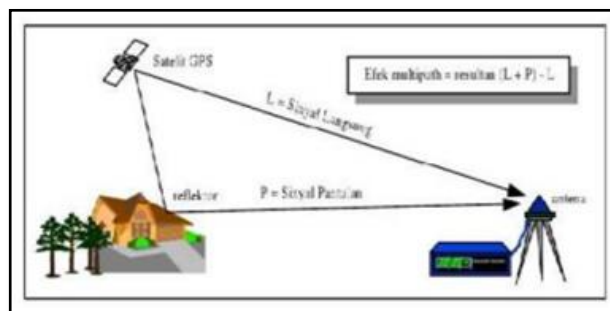 Satelit GPS
Efek multipath = resultan (L + P) - L
L = Sinyal Langsung
reflektor
P = Sinyal Pantulan
antena